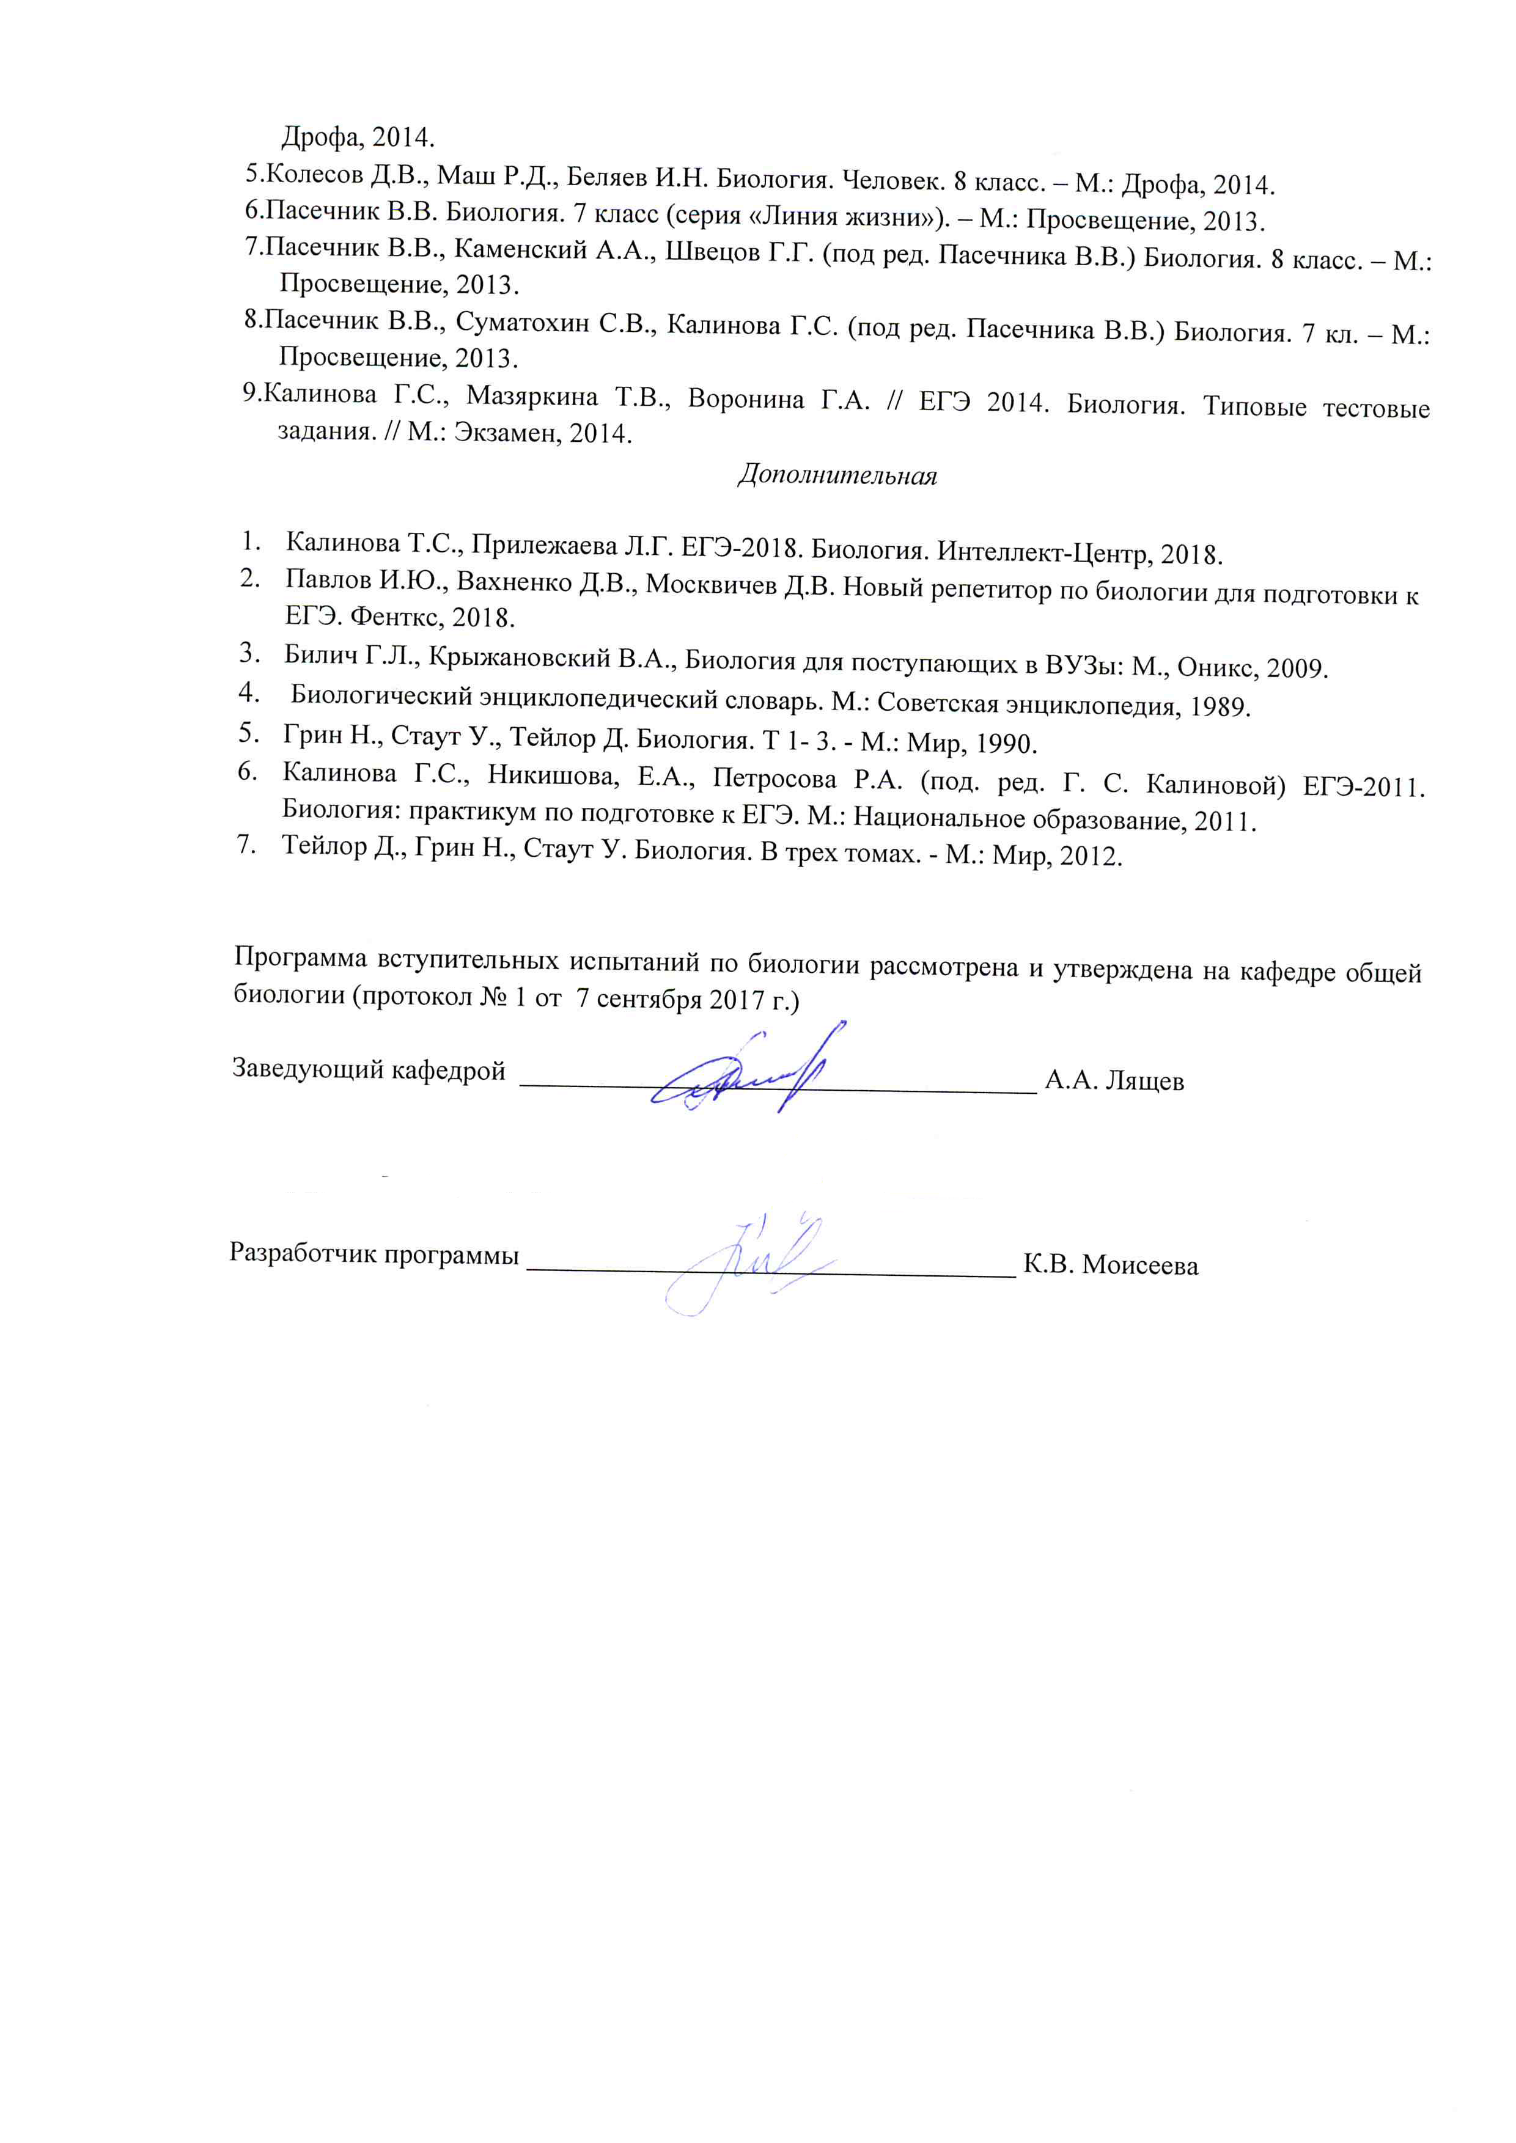 Дрофа, 2014.
5.Колесов Д.В., Маш Р.Д., Беляев И.Н. Биология. Человек. 8 класс. – М.: Дрофа, 2014.
6.Пасечник В.В. Биология. 7 класс (серия «Линия жизни»). – М.: Просвещение, 2013.
7.Пасечник В.В., Каменский А.А., Швецов Г.Г. (под ред. Пасечника В.В.) Биология. 8 класс. – М.:
Просвещение, 2013.
8.Пасечник В.В., Суматохин С.В., Калинова Г.С. (под ред. Пасечника В.В.) Биология. 7 кл. – М.:
Просвещение, 2013.
9.Калинова Г.С., Мазяркина Т.В., Воронина Г.А. // ЕГЭ 2014. Биология. Типовые тестовые
задания. // М.: Экзамен, 2014.
Дополнительная
1. Калинова Т.С., Прилежаева Л.Г. ЕГЭ-2018. Биология. Интеллект-Центр, 2018.
2. Павлов И.Ю., Вахненко Д.В., Москвичев Д.В. Новый репетитор по биологии для подготовки к
ЕГЭ. Фенткс, 2018.
3. Билич Г.Л., Крыжановский В.А., Биология для поступающих в ВУЗы: М., Оникс, 2009.
4. Биологический энциклопедический словарь. М.: Советская энциклопедия, 1989.
5. Грин Н., Стаут У., Тейлор Д. Биология. Т 1- 3. - М.: Мир, 1990.
6. Калинова Г.С., Никишова, Е.А., Петросова Р.А. (под. ред. Г. С. Калиновой) ЕГЭ-2011.
Биология: практикум по подготовке к ЕГЭ. М.: Национальное образование, 2011.
7. Тейлор Д., Грин Н., Стаут У. Биология. В трех томах. - М.: Мир, 2012.
Программа вступительных испытаний по биологии рассмотрена и утверждена на кафедре общей
биологии (протокол № 1 от 7 сентября 2017 г.)
Заведующий кафедрой А.А. Лящев
Разработчик программы К.В. Моисеева